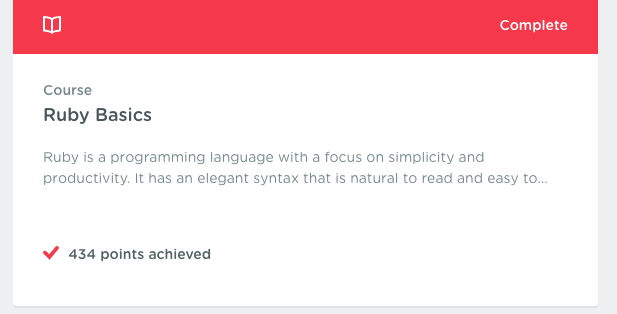 Complete
Course
Ruby Basics
Ruby is a programming language with a focus on simplicity and
productivity. It has an elegant syntax that is natural to read and easy to...
434 points achieved